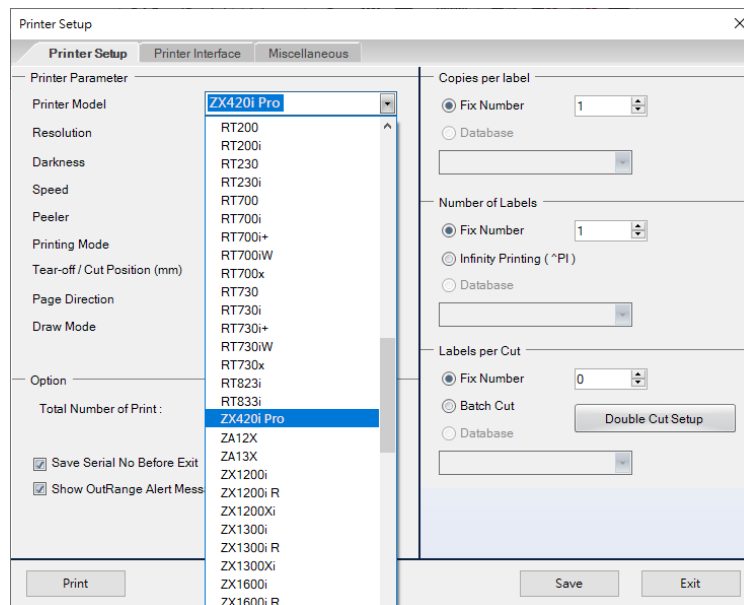 Printer Setup
Printer Setup
Printer Interface
Miscellaneous
Printer Parameter
Printer Model
ZX420i Pro
Resolution
Darkness
Speed
Peeler
Printing Mode
Tear-off / Cut Position (mm)
Page Direction
Draw Mode
RT200
RT200i
RT230
RT230i
RT700
RT700i
RT700i+
RT700iW
RT700x
RT730
RT730i
RT730i+
RT730iW
RT730x
RT823i
RT833i
ZX420i Pro
ZA12X
ZA13X
ZX1200i
ZX1200i R
ZX1200Xi
ZX1300i
ZX1300i R
ZX1300Xi
ZX1600i
ZX1600i R
Option
Total Number of Print :
Save Serial No Before Exit
Show OutRange Alert Mess
Copies per label
Fix Number 1
Database
Number of Labels
Fix Number 1
Infinity Printing ( ^PI )
Database
Labels per Cut
Fix Number 0
Batch Cut
Double Cut Setup
Database
Print
Save
Exit